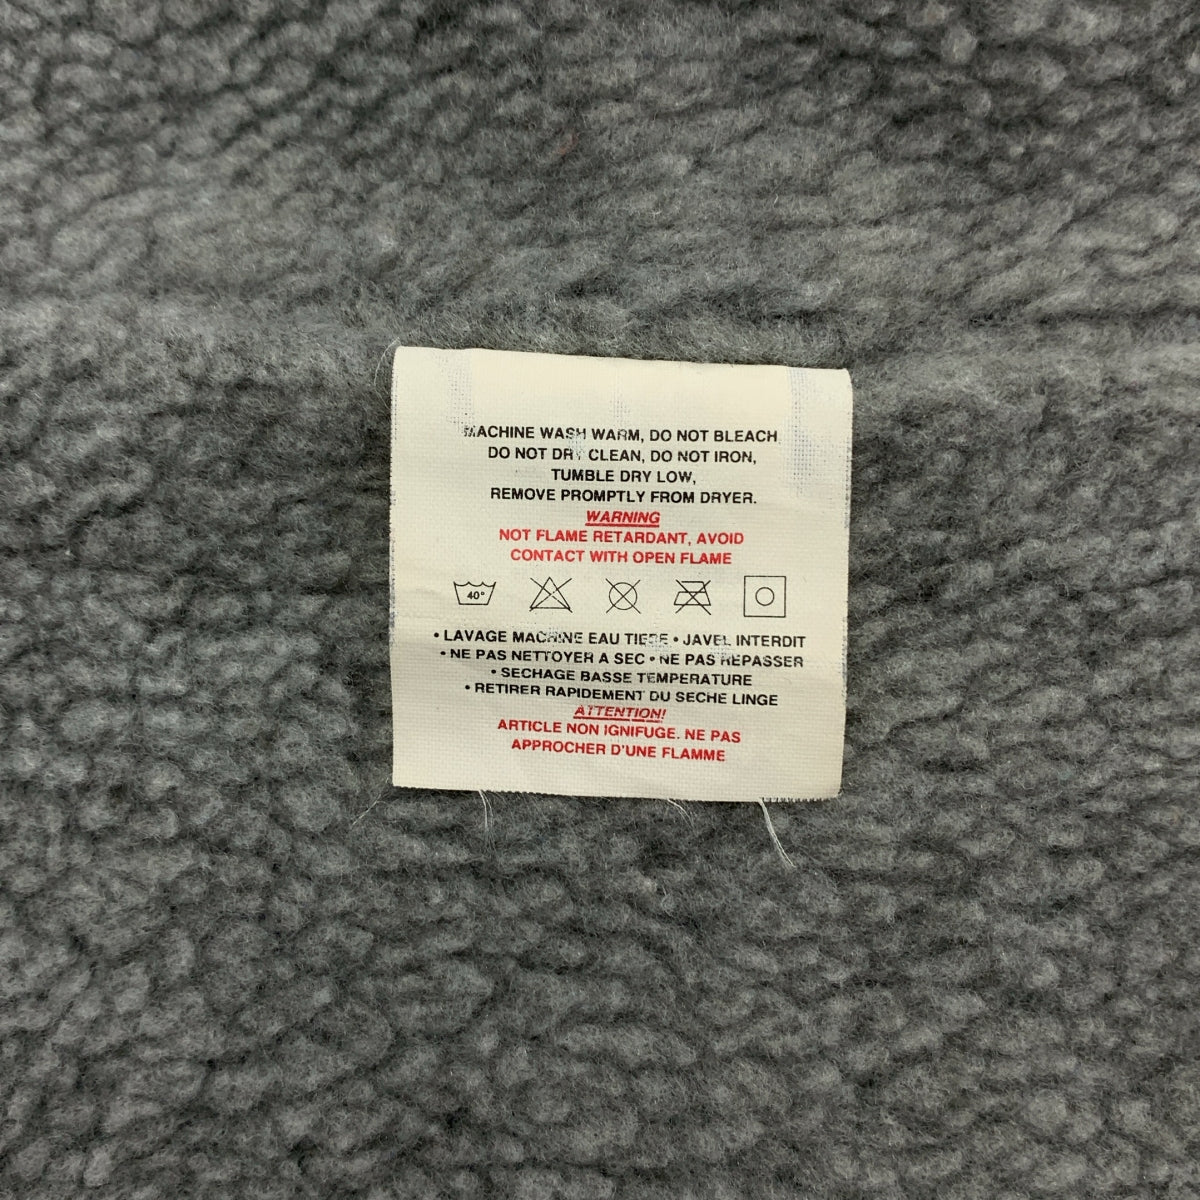 MACHINE WASH WARM, DO NOT BLEACH,
DO NOT DRY CLEAN, DO NOT IRON,
TUMBLE DRY LOW,
REMOVE PROMPTLY FROM DRYER.
WARNING
NOT FLAME RETARDANT, AVOID
CONTACT WITH OPEN FLAME
40°
• LAVAGE MACHINE EAU TIEDE • JAVEL INTERDIT
• NE PAS NETTOYER A SEC • NE PAS REPASSER
• SECHAGE BASSE TEMPERATURE
• RETIRER RAPIDEMENT DU SECHE LINGE
ATTENTION!
ARTICLE NON IGNIFUGE. NE PAS
APPROCHER D'UNE FLAMME